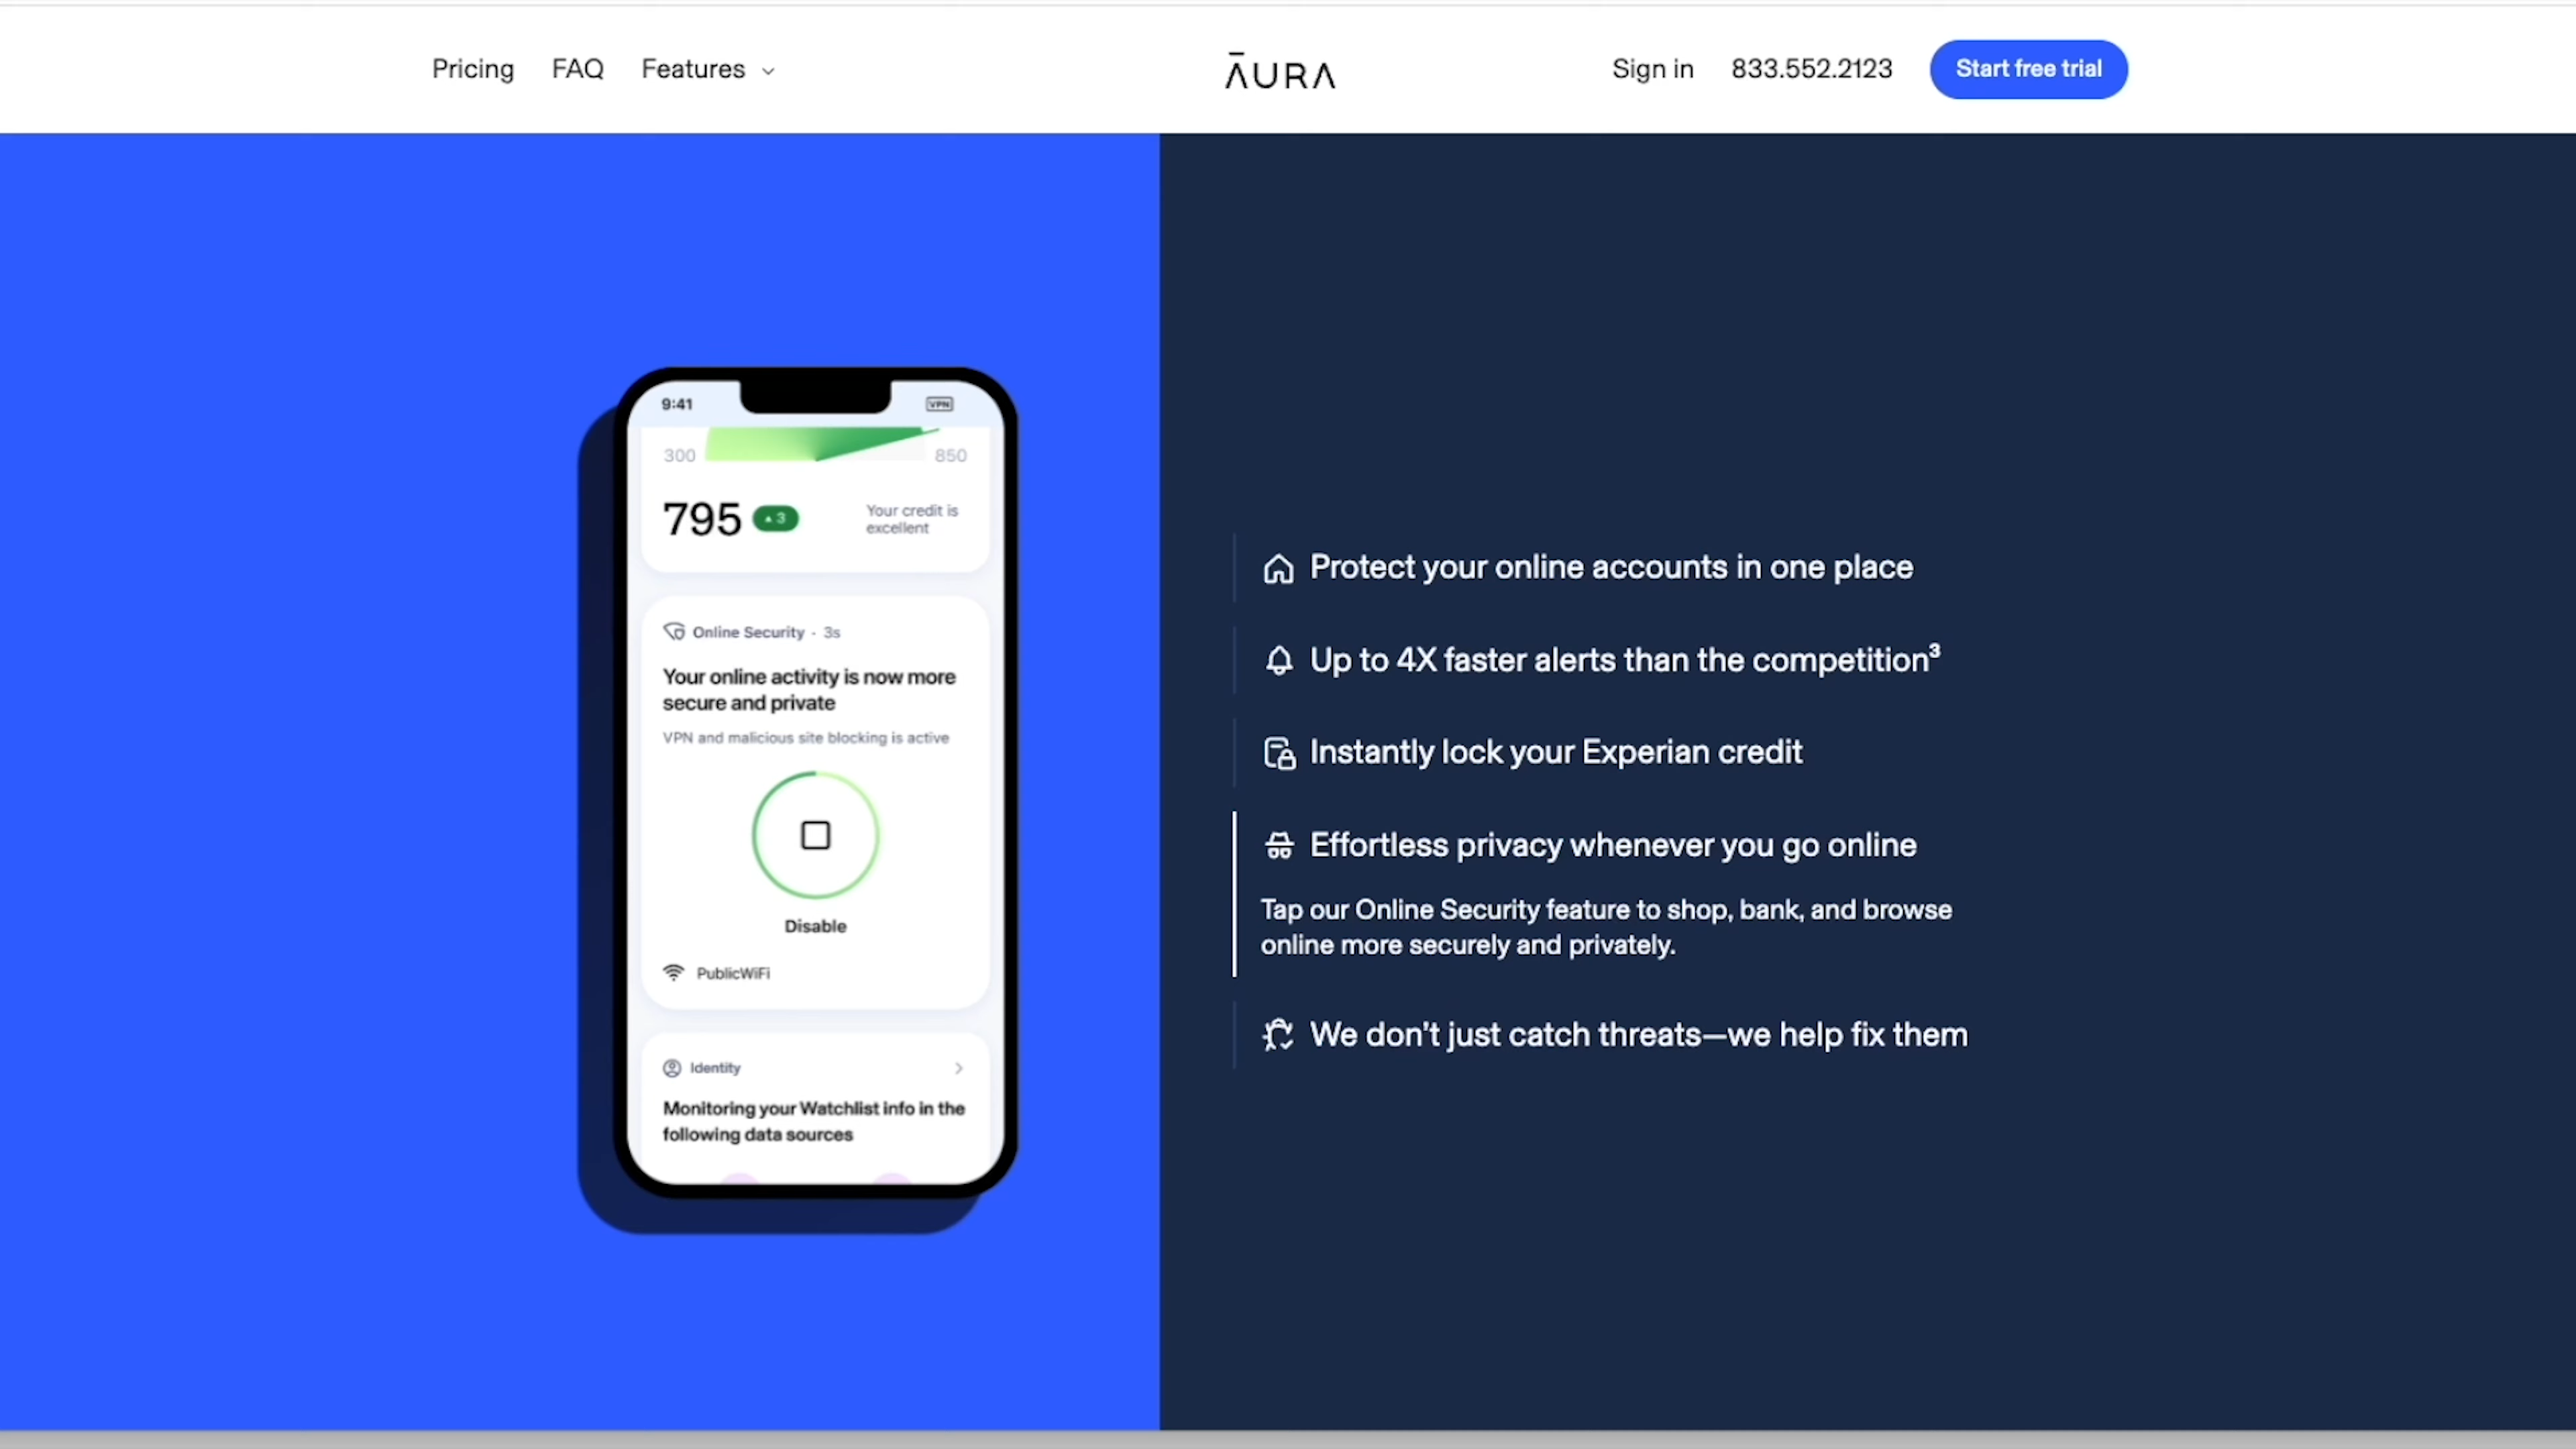 Pricing FAQ Features
ĀURA
Sign in 833.552.2123 Start free trial
9:41 VPN
300 850
795 ▲3 Your credit is
excellent
Online Security · 3s
Your online activity is now more
secure and private
VPN and malicious site blocking is active
Disable
PublicWiFi
Identity
Monitoring your Watchlist info in the
following data sources
Protect your online accounts in one place
Up to 4X faster alerts than the competition³
Instantly lock your Experian credit
Effortless privacy whenever you go online
Tap our Online Security feature to shop, bank, and browse
online more securely and privately.
We don't just catch threats—we help fix them